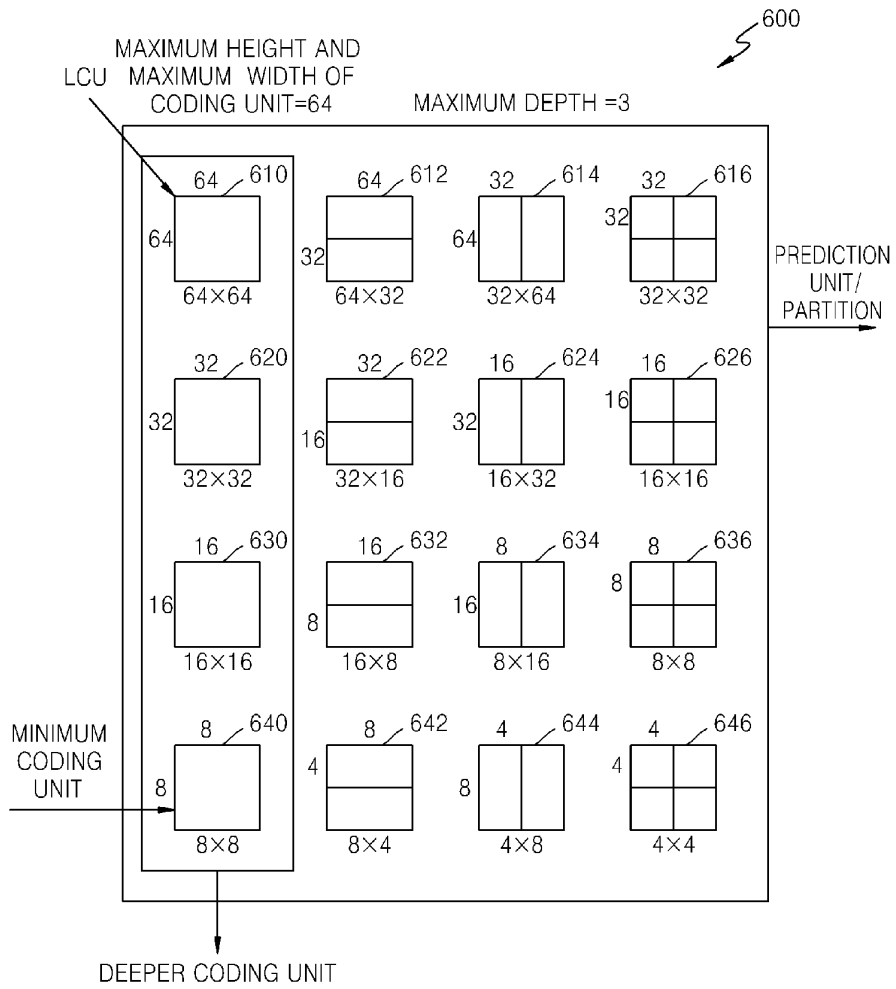 600
MAXIMUM HEIGHT AND
LCU MAXIMUM WIDTH OF
CODING UNIT=64 MAXIMUM DEPTH =3
64 610 64 612 32 614 32 616
64 32 64 32
64×64 64×32 32×64 32×32
PREDICTION
UNIT/
PARTITION
32 620 32 622 16 624 16 626
32 16 32 16
32×32 32×16 16×32 16×16
16 630 16 632 8 634 8 636
16 8 16 8
16×16 16×8 8×16 8×8
MINIMUM
CODING
UNIT
8 640 8 642 4 644 4 646
8 4 8 4
8×8 8×4 4×8 4×4
DEEPER CODING UNIT